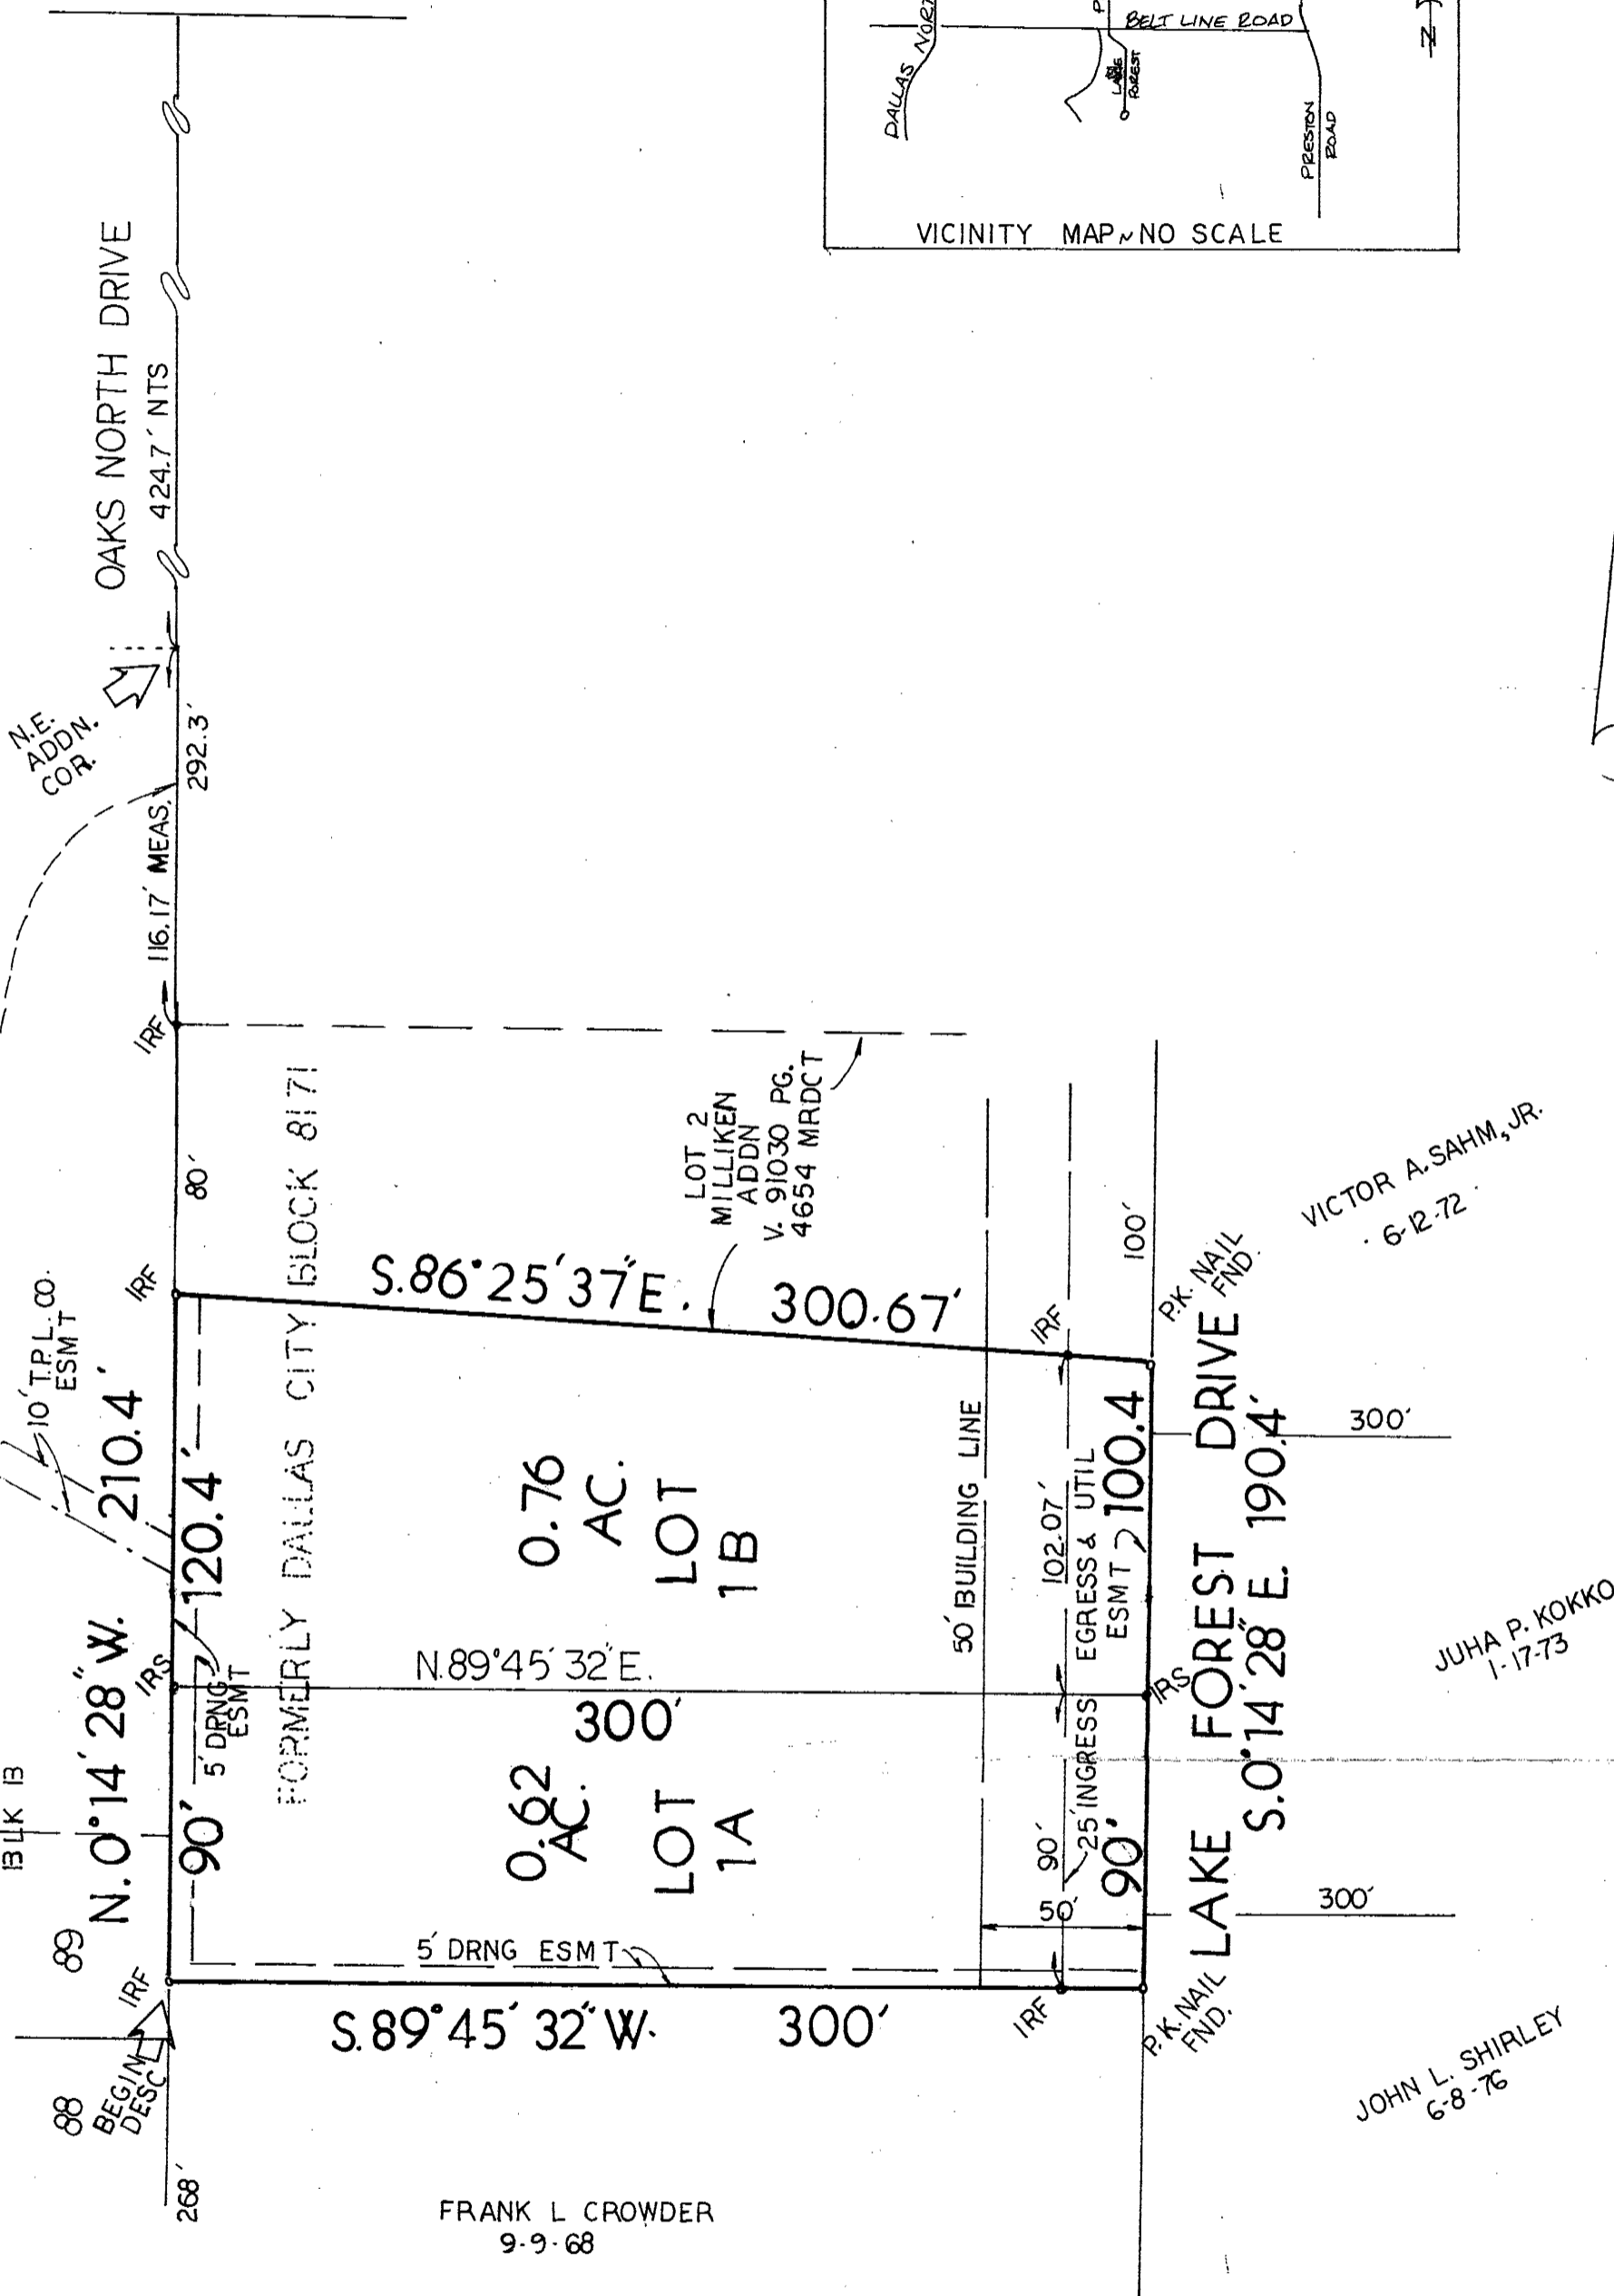 DALLAS NORT
P
BELT LINE ROAD
LAKE
FOREST
PRESTON
ROAD
N
VICINITY MAP~NO SCALE
OAKS NORTH DRIVE
424.7' NTS
N.E.
ADDN.
COR.
292.3'
116.17' MEAS.
IRF
80'
LOT 2
MILLIKEN
ADDN
V. 91030 PG.
4654 MRDCT
IRF
S.86°25'37"E. 300.67'
10' T.P.L. CO.
ESMT
N.0°14'28"W. 210.4'
120.4'
FORMERLY DALLAS CITY BLOCK 8171
0.76
AC.
LOT
1B
50' BUILDING LINE
IRF
102.07'
25' INGRESS EGRESS & UTIL
ESMT
100.4
100'
P.K. NAIL
FND.
VICTOR A. SAHM, JR.
6-12-72
300'
LAKE FOREST DRIVE
S.0°14'28"E. 190.4'
IRS
5' DRNG
ESMT
N.89°45'32"E.
300'
IRS
JUHA P. KOKKO
1-17-73
BLK B
90'
0.62
AC.
LOT
1A
90'
90'
50'
300'
89
IRF
5' DRNG ESMT
S.89°45'32"W. 300'
IRF
P.K. NAIL
FND.
88
BEGIN
DESC
268'
JOHN L. SHIRLEY
6-8-76
FRANK L CROWDER
9-9-68